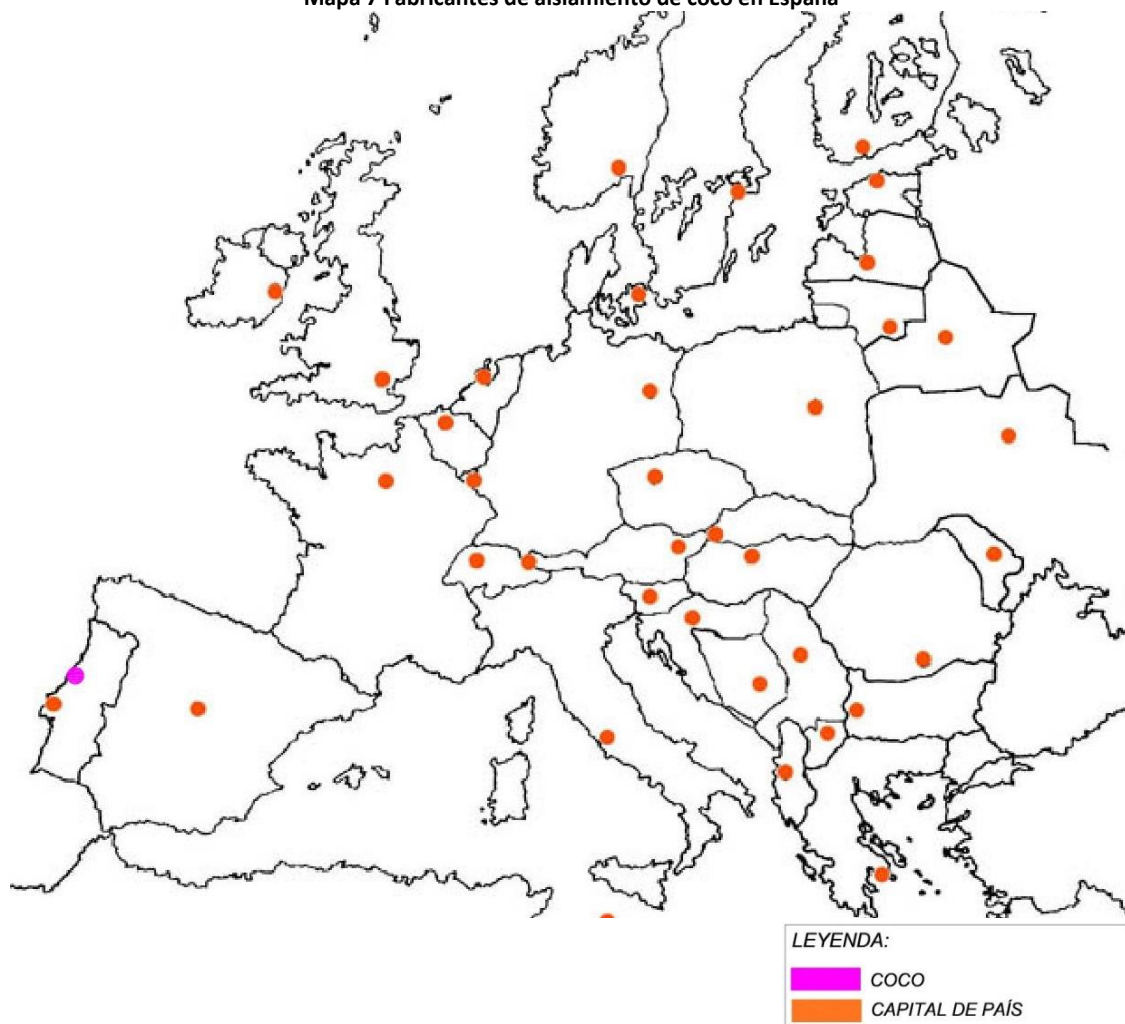 Mapa 7 Fabricantes de aislamiento de coco en España
LEYENDA:
COCO
CAPITAL DE PAÍS